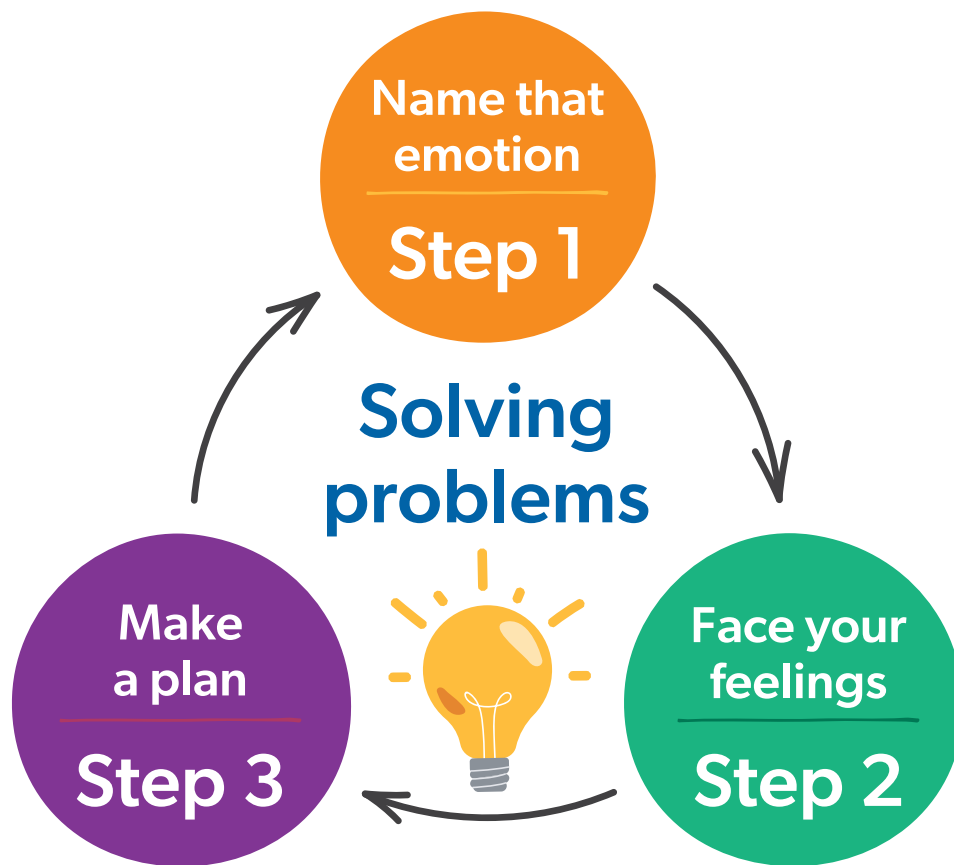 Name that
emotion
Step 1
Solving
problems
Face your
feelings
Step 2
Make
a plan
Step 3